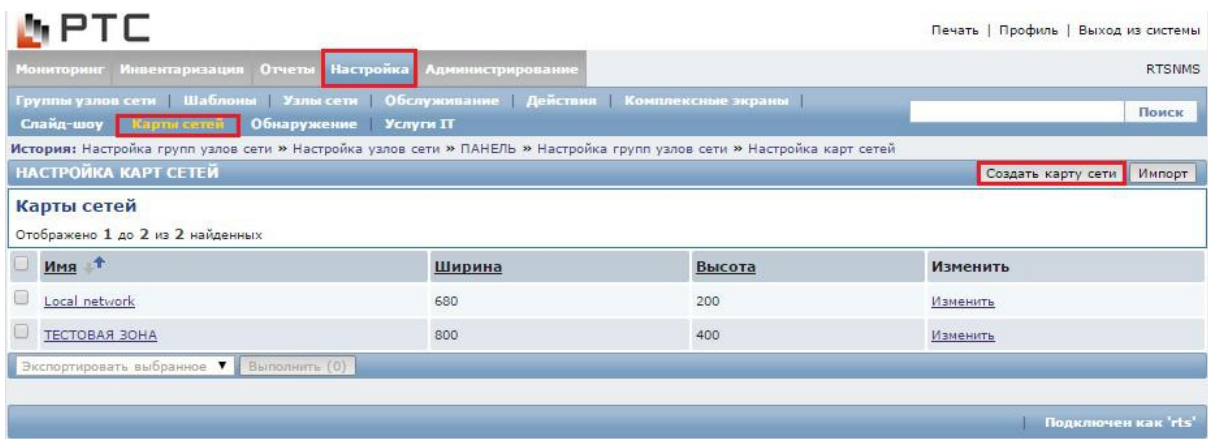 РТС
Печать | Профиль | Выход из системы
Мониторинг Инвентаризация Отчеты Настройка Администрирование RTSNMS
Группы узлов сети | Шаблоны | Узлы сети | Обслуживание | Действия | Комплексные экраны |
Слайд-шоу Карты сетей Обнаружение Услуги IT Поиск
История: Настройка групп узлов сети » Настройка узлов сети » ПАНЕЛЬ » Настройка групп узлов сети » Настройка карт сетей
НАСТРОЙКА КАРТ СЕТЕЙ Создать карту сети Импорт
Карты сетей
Отображено 1 до 2 из 2 найденных
Имя Ширина Высота Изменить
Local network 680 200 Изменить
ТЕСТОВАЯ ЗОНА 800 400 Изменить
Экспортировать выбранное ▼ Выполнить (0)
| Подключен как 'rts'